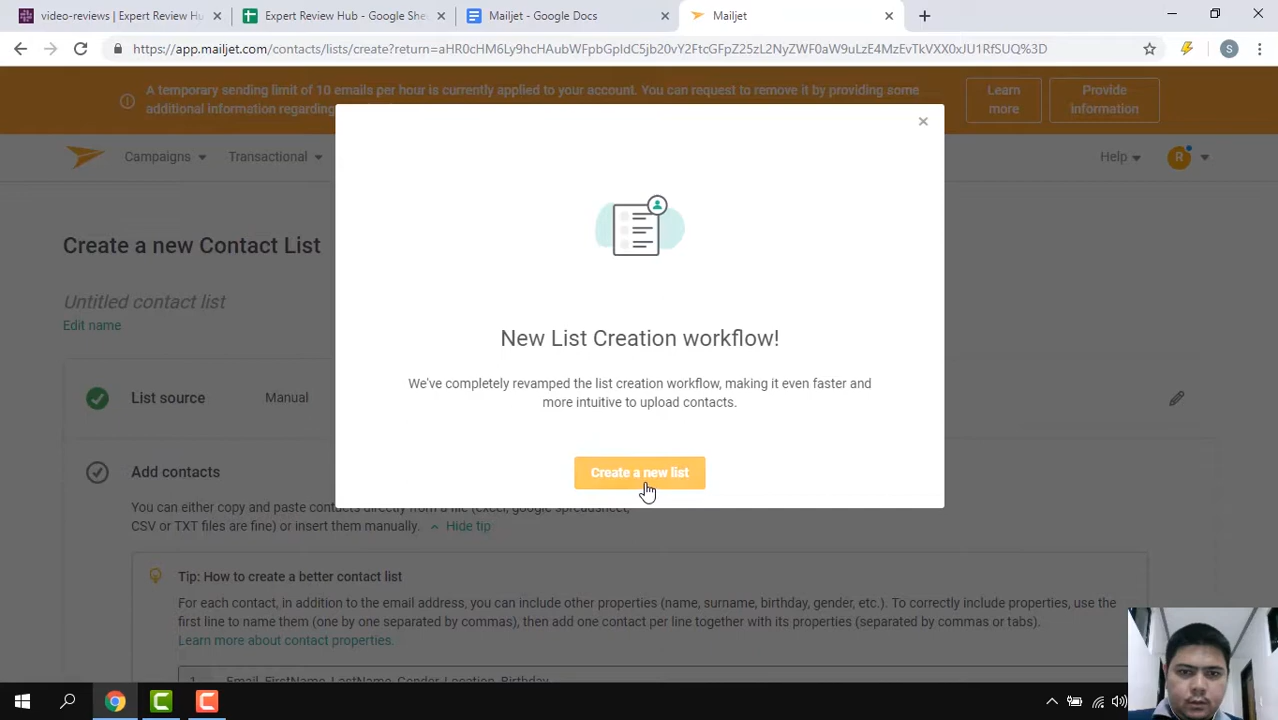 video-reviews | Expert Review Hu
Expert Review Hub - Google Shee
Mailjet - Google Docs
Mailjet
https://app.mailjet.com/contacts/lists/create?return=aHR0cHM6Ly9hcHAubWFpbGpldC5jb20vY2FtcGFpZ25zL2NyZWF0aW9uLzE4MzEvTkVXX0xJU1RfSUQ%3D
S
A temporary sending limit of 10 emails per hour is currently applied to your account. You can request to remove it by providing some
additional information regarding
Learn more
Provide information
Campaigns
Transactional
Help
R
Create a new Contact List
Untitled contact list
Edit name
New List Creation workflow!
We've completely revamped the list creation workflow, making it even faster and
more intuitive to upload contacts.
Create a new list
List source
Manual
Add contacts
You can either copy and paste contacts directly from a file (excel, google spreadsheet,
CSV or TXT files are fine) or insert them manually.
Hide tip
Tip: How to create a better contact list
For each contact, in addition to the email address, you can include other properties (name, surname, birthday, gender, etc.). To correctly include properties, use the
first line to name them (one by one separated by commas), then add one contact per line together with its properties (separated by commas or tabs).
Learn more about contact properties.
1
Email, FirstName, LastName, Gender, Location, Birthday